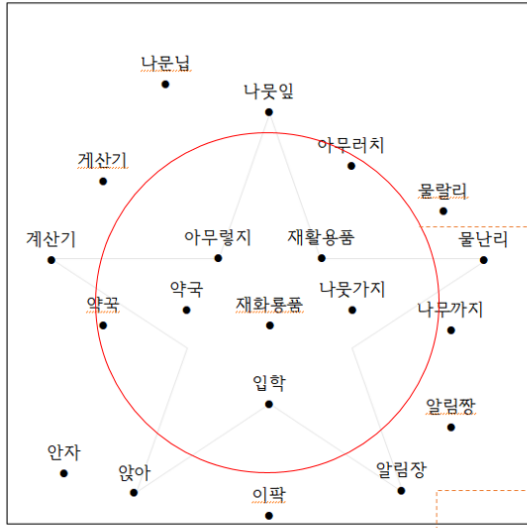 나문닙
나뭇잎
아무러치
게산기
물랄리
계산기
아무렇지
재활용품
물난리
약국
나뭇가지
약꾹
재화룡품
나무까지
입학
알림짱
안자
앉아
알림장
이팍